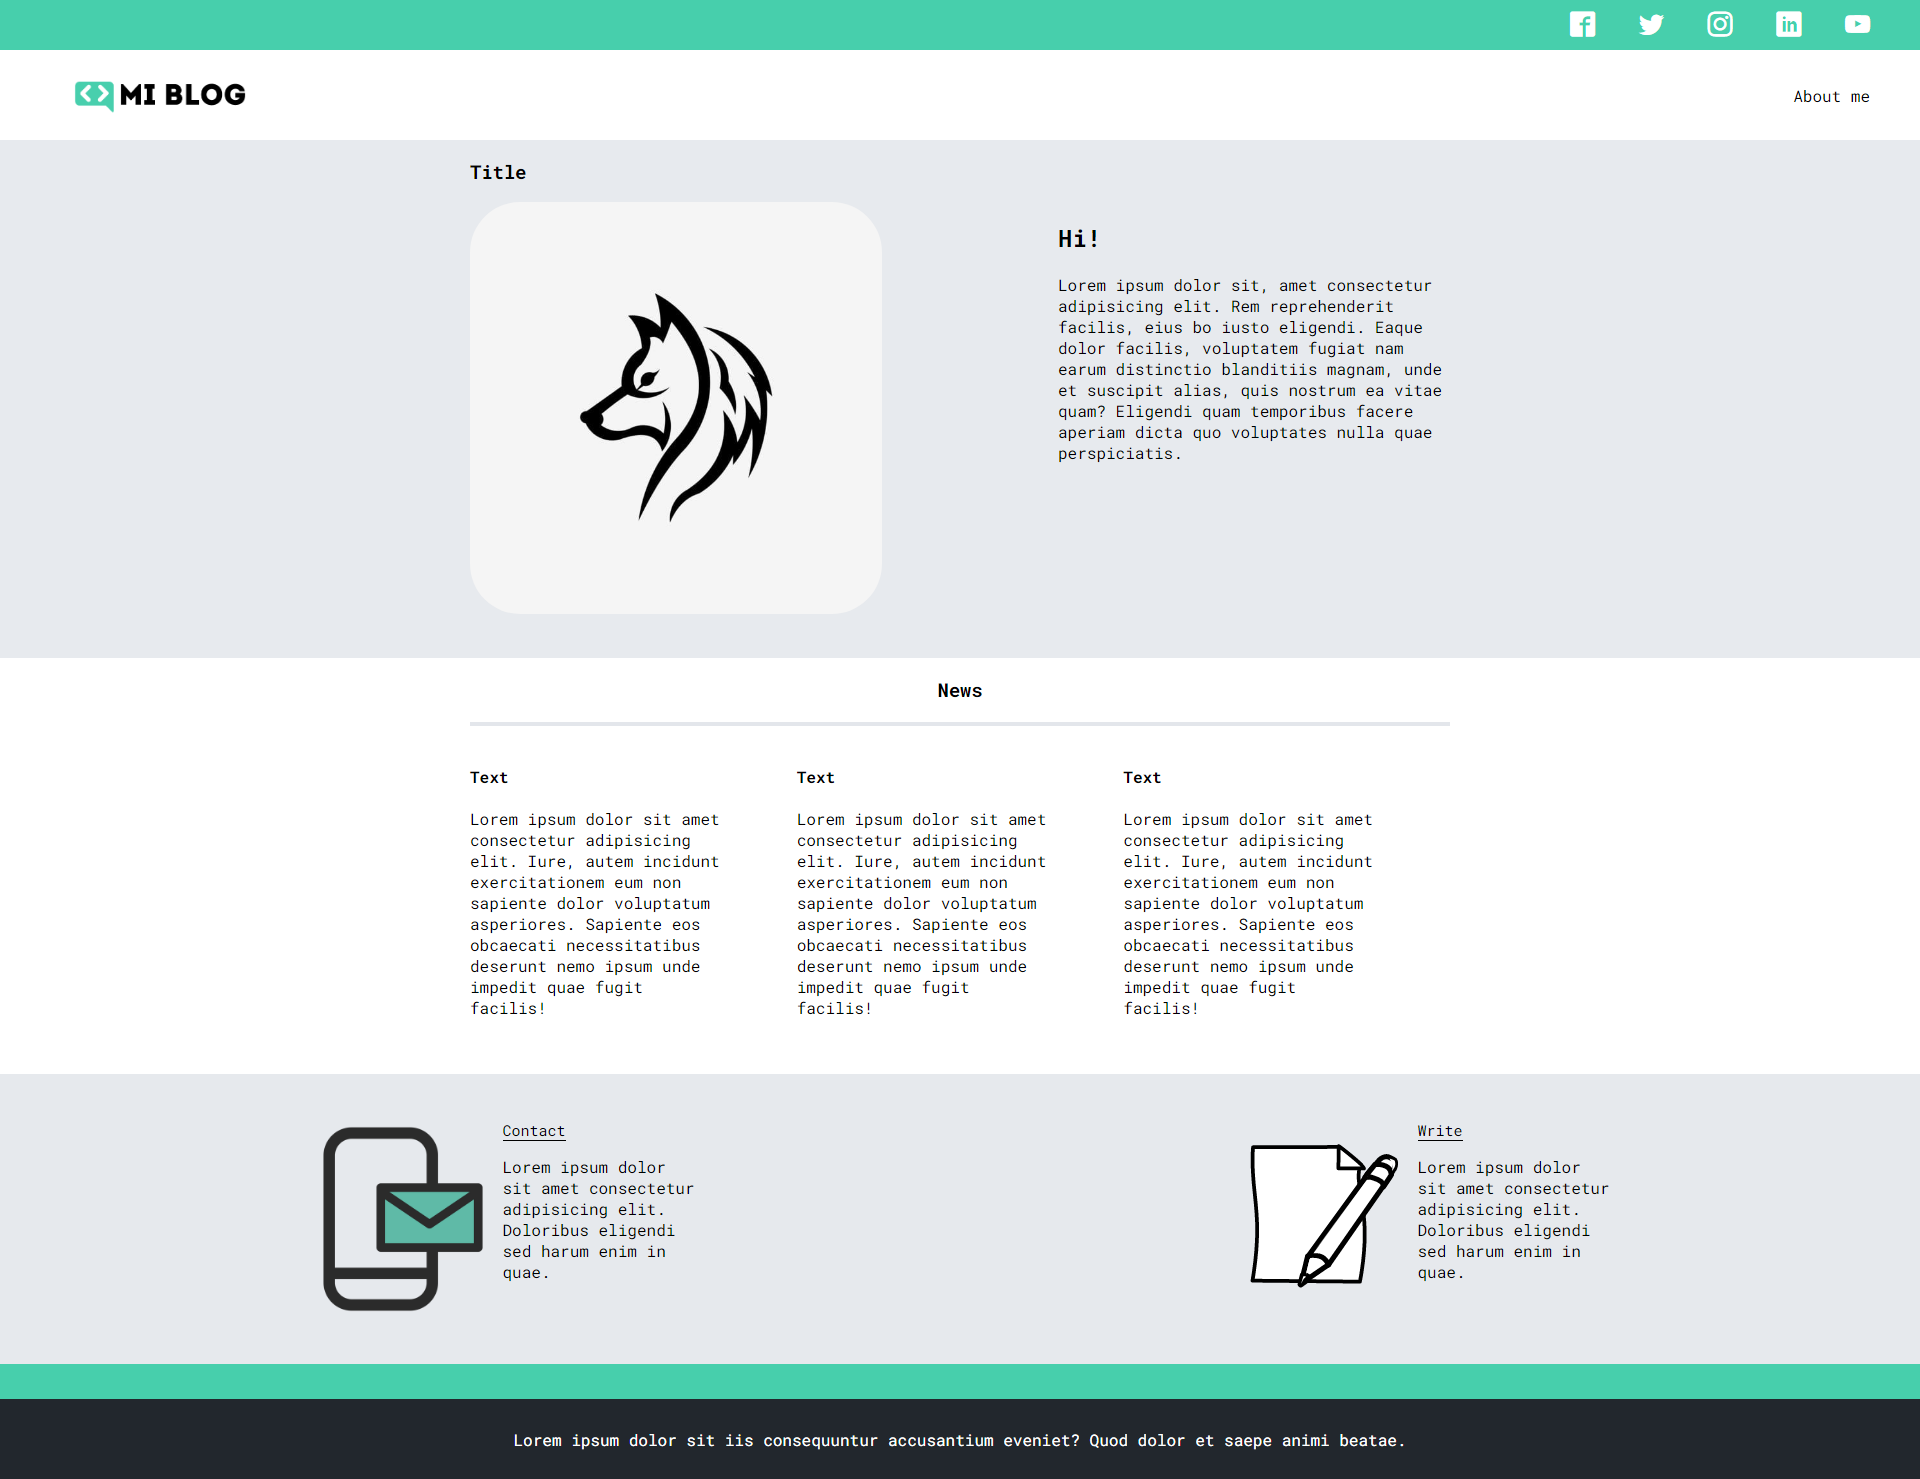 MI BLOG
About me
Title
Hi!
Lorem ipsum dolor sit, amet consectetur
adipisicing elit. Rem reprehenderit
facilis, eius bo iusto eligendi. Eaque
dolor facilis, voluptatem fugiat nam
earum distinctio blanditiis magnam, unde
et suscipit alias, quis nostrum ea vitae
quam? Eligendi quam temporibus facere
aperiam dicta quo voluptates nulla quae
perspiciatis.
News
Text
Lorem ipsum dolor sit amet
consectetur adipisicing
elit. Iure, autem incidunt
exercitationem eum non
sapiente dolor voluptatum
asperiores. Sapiente eos
obcaecati necessitatibus
deserunt nemo ipsum unde
impedit quae fugit
facilis!
Text
Lorem ipsum dolor sit amet
consectetur adipisicing
elit. Iure, autem incidunt
exercitationem eum non
sapiente dolor voluptatum
asperiores. Sapiente eos
obcaecati necessitatibus
deserunt nemo ipsum unde
impedit quae fugit
facilis!
Text
Lorem ipsum dolor sit amet
consectetur adipisicing
elit. Iure, autem incidunt
exercitationem eum non
sapiente dolor voluptatum
asperiores. Sapiente eos
obcaecati necessitatibus
deserunt nemo ipsum unde
impedit quae fugit
facilis!
Contact
Lorem ipsum dolor
sit amet consectetur
adipisicing elit.
Doloribus eligendi
sed harum enim in
quae.
Write
Lorem ipsum dolor
sit amet consectetur
adipisicing elit.
Doloribus eligendi
sed harum enim in
quae.
Lorem ipsum dolor sit iis consequuntur accusantium eveniet? Quod dolor et saepe animi beatae.